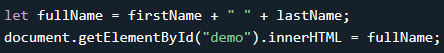 let fullName = firstName + " " + lastName;
document.getElementById("demo").innerHTML = fullName;